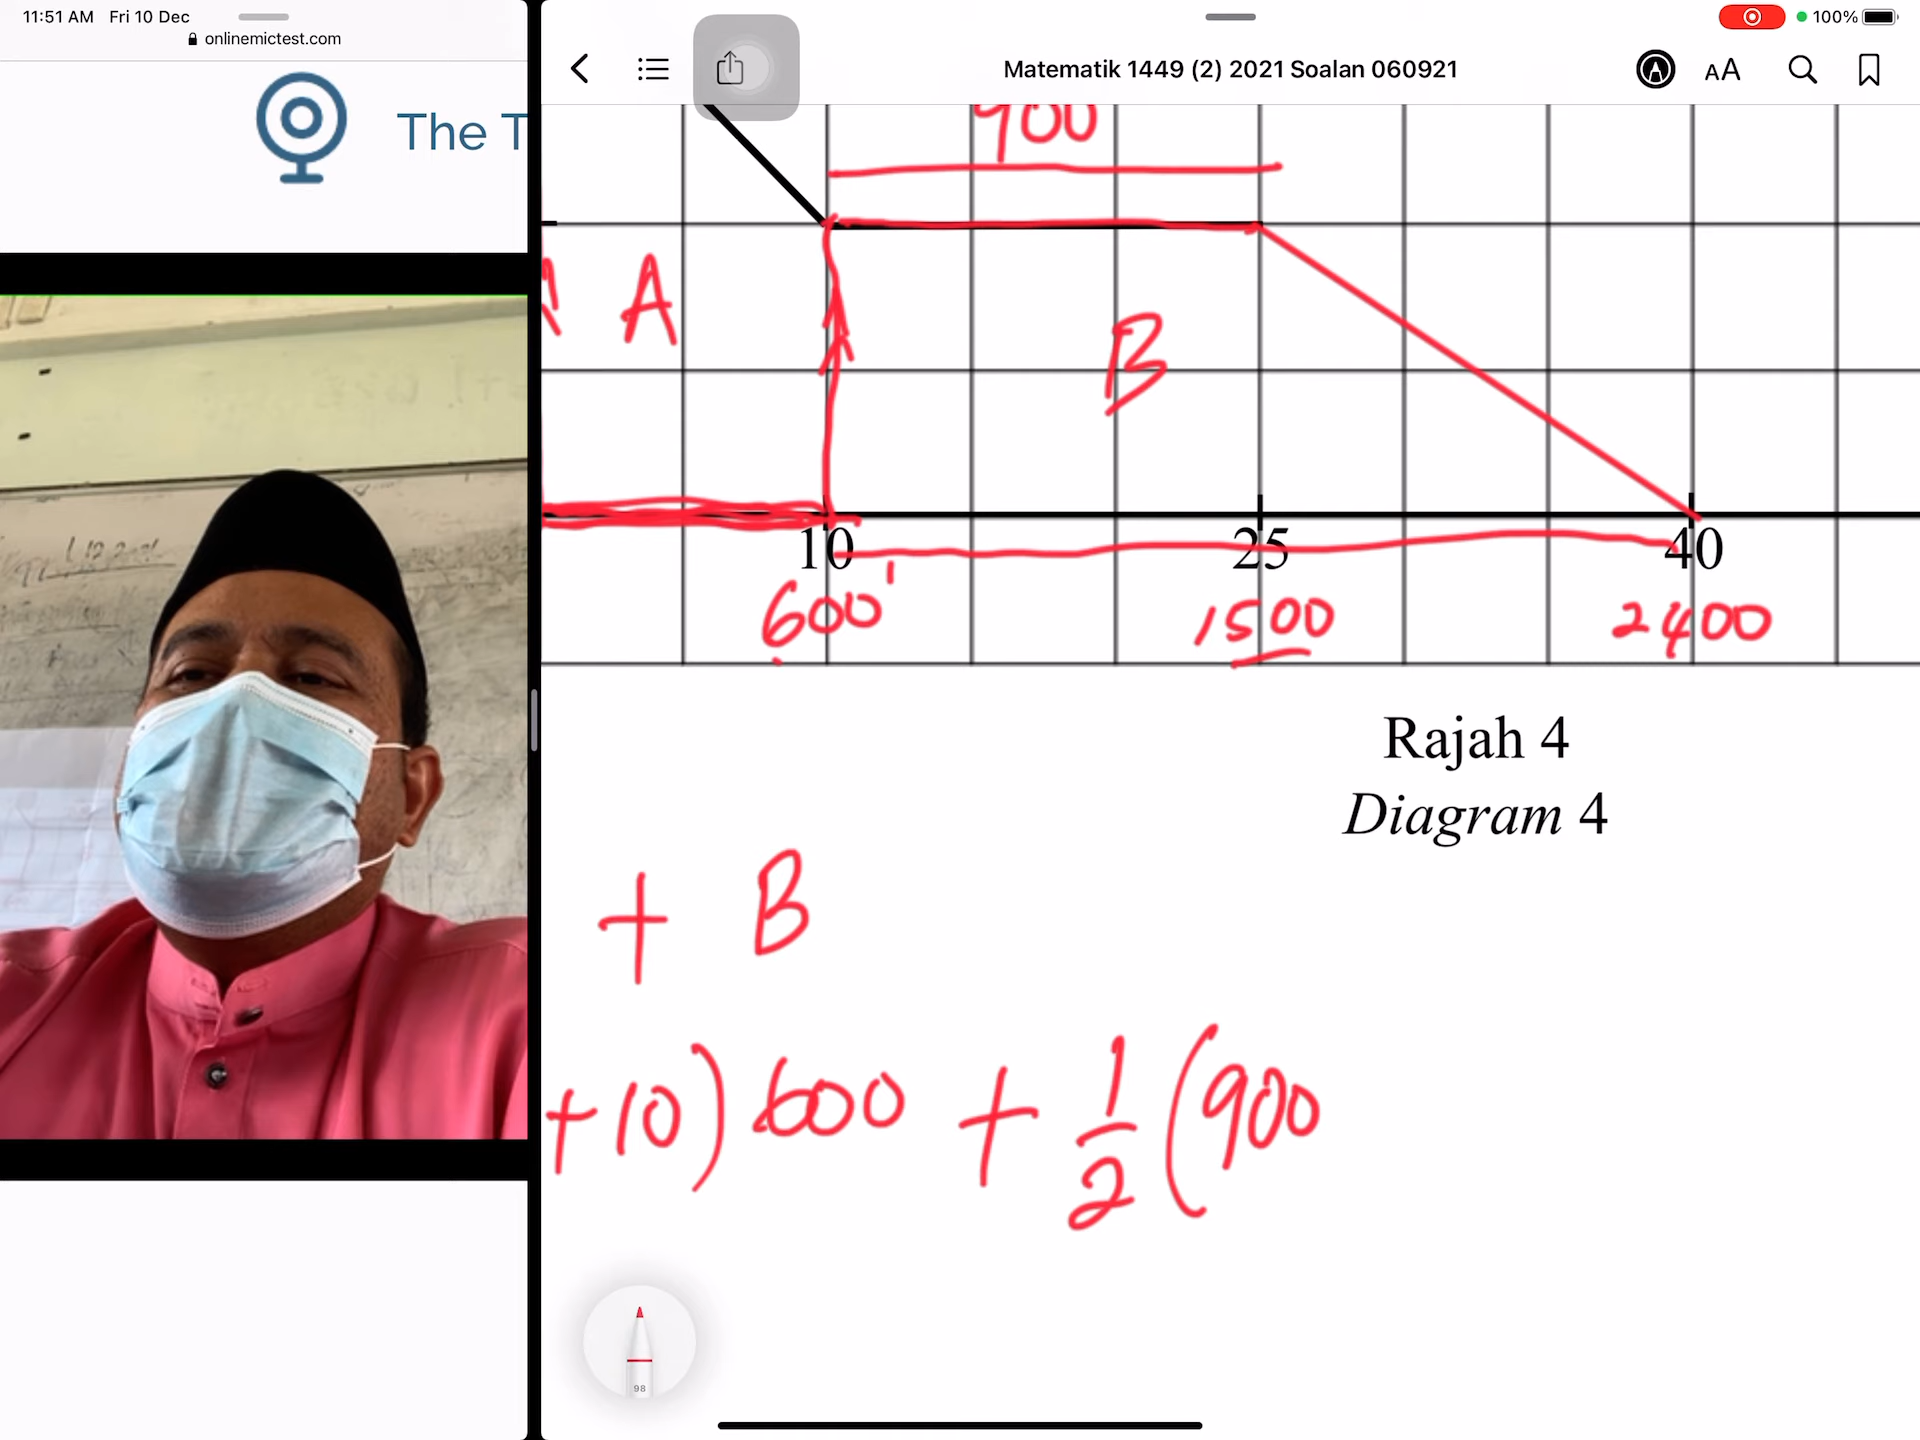 11:51 AM Fri 10 Dec
onlinemictest.com
The T
Matematik 1449 (2) 2021 Soalan 060921
AA
100%
900
A
B
10
25
40
600
1500
2400
Rajah 4
Diagram 4
+ B
+10) 600 + 1/2 (900
98